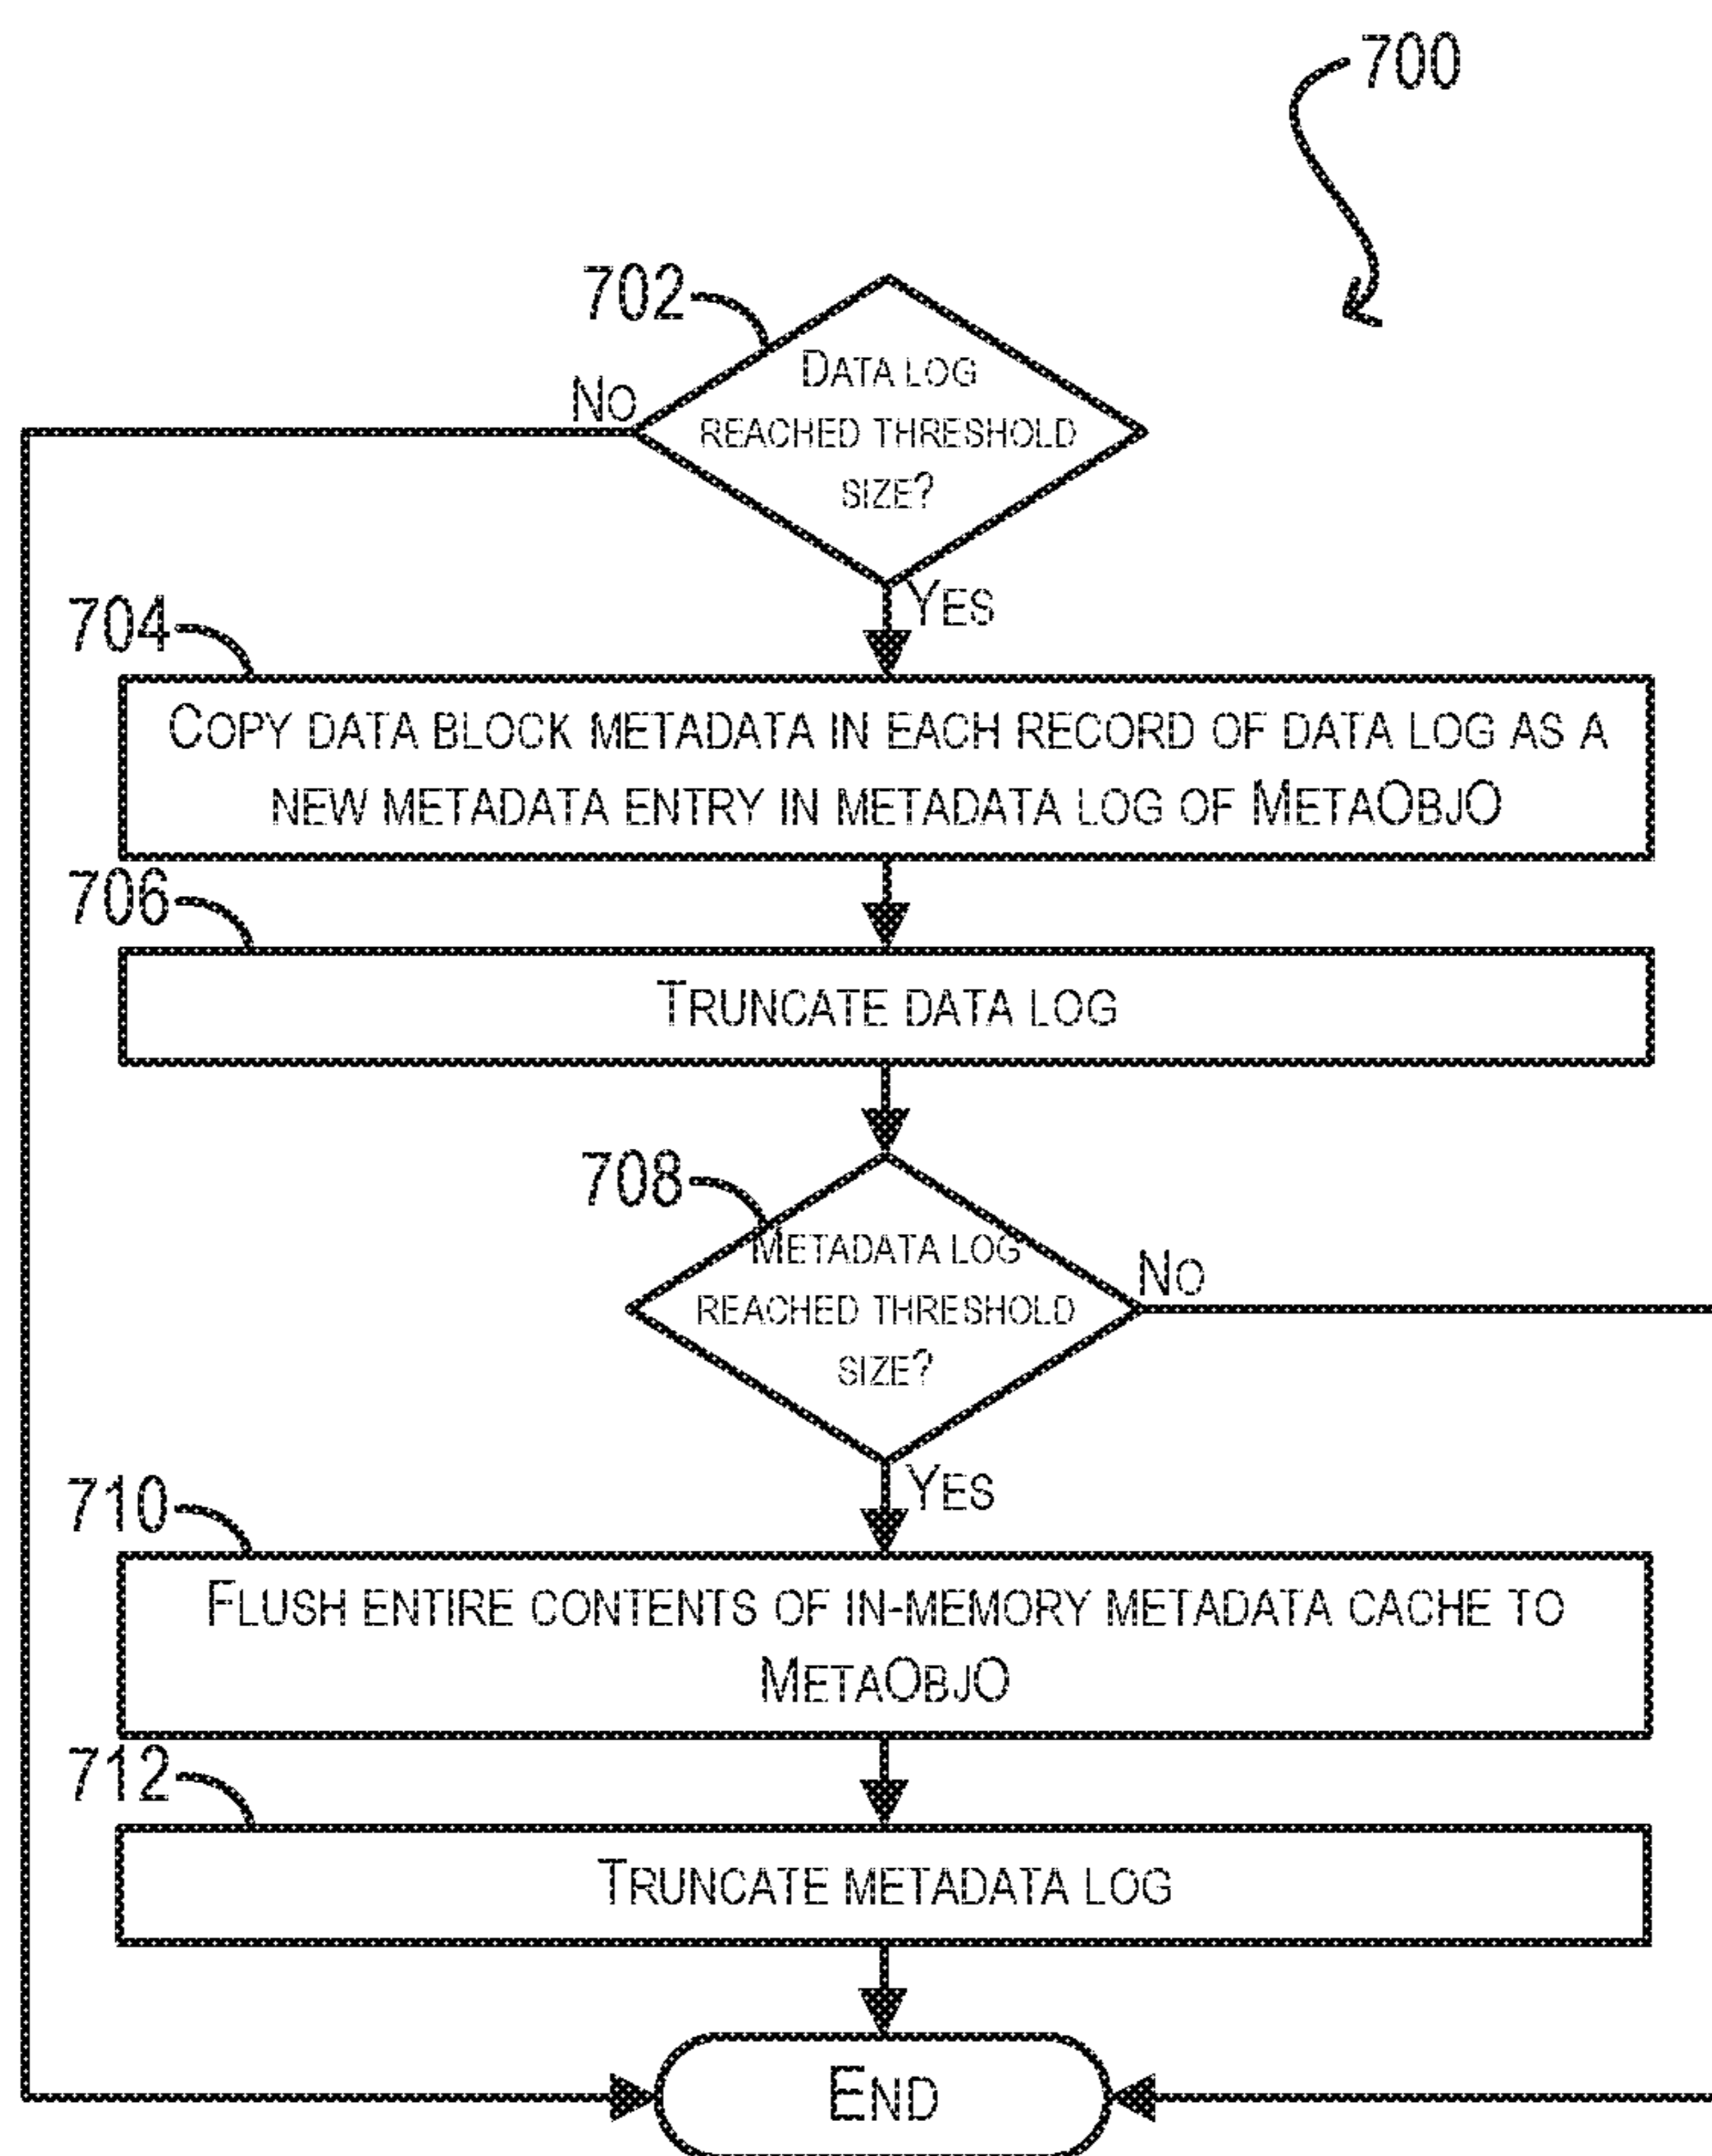 700
702
DATA LOG
REACHED THRESHOLD
SIZE?
NO
YES
704
COPY DATA BLOCK METADATA IN EACH RECORD OF DATA LOG AS A
NEW METADATA ENTRY IN METADATA LOG OF METAOBJO
706
TRUNCATE DATA LOG
708
METADATA LOG
REACHED THRESHOLD
SIZE?
NO
YES
710
FLUSH ENTIRE CONTENTS OF IN-MEMORY METADATA CACHE TO
METAOBJO
712
TRUNCATE METADATA LOG
END